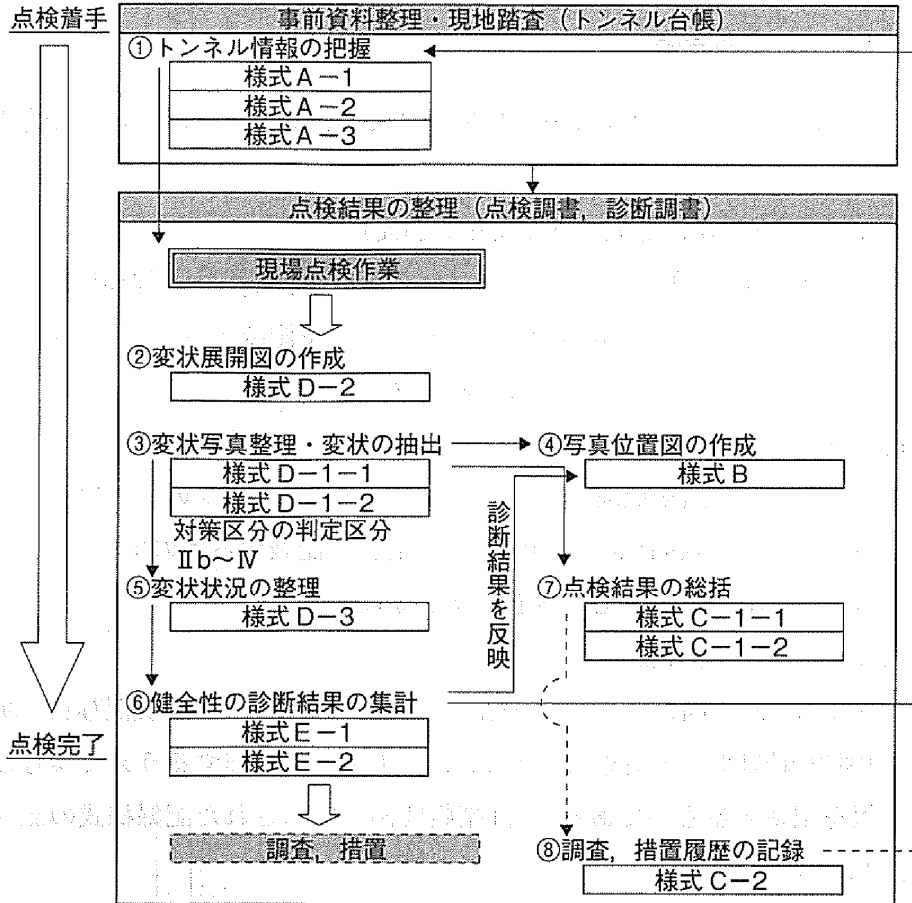 点検着手
事前資料整理・現地踏査（トンネル台帳）
①トンネル情報の把握
様式A－1
様式A－2
様式A－3
点検結果の整理（点検調書，診断調書）
現場点検作業
②変状展開図の作成
様式D－2
③変状写真整理・変状の抽出
様式D－1－1
様式D－1－2
対策区分の判定区分
Ⅱb～Ⅳ
④写真位置図の作成
様式B
診断結果を反映
⑤変状状況の整理
様式D－3
⑦点検結果の総括
様式C－1－1
様式C－1－2
⑥健全性の診断結果の集計
様式E－1
様式E－2
点検完了
調査，措置
⑧調査，措置履歴の記録
様式C－2